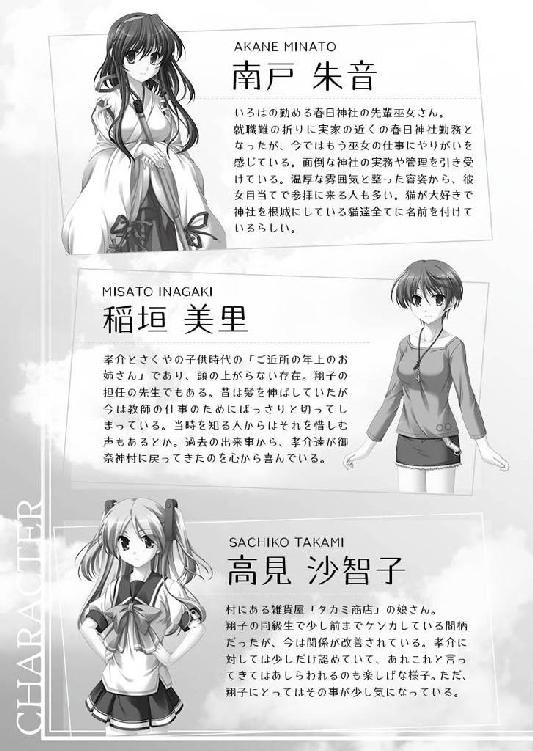 AKANE MINATO
南戸 朱音
いろはの勤める春日神社の先輩巫女さん。
就職難の折りに実家の近くの春日神社勤務と
なったが、今ではもう巫女の仕事にやりがいを
感じている。面倒な神社の実務や管理を引き受
けている。温厚な雰囲気と整った容姿から、彼
女目当てで参拝に来る人も多い。猫が大好きで
神社を根城にしている猫達全てに名前を付けて
いるらしい。
MISATO INAGAKI
稲垣 美里
孝介とさくやの子供時代の「ご近所の年上のお
姉さん」であり、頭の上がらない存在。翔子の
担任の先生でもある。昔は髪を伸ばしていたが
今は教師の仕事のためにばっさりと切ってし
まっている。当時を知る人からはそれを惜しむ
声もあるとか。過去の出来事から、孝介達が御
奈神村に戻ってきたのを心から喜んでいる。
SACHIKO TAKAMI
高見 沙智子
村にある雑貨屋「タカミ商店」の娘さん。
翔子の同級生で少し前までケンカしている間柄
だったが、今は関係が改善されている。孝介に
対しては少しだけ認めていて、あれこれと言っ
てきてはあしらわれるのも楽しげな様子。ただ、
翔子にとってはその事が少し気になっている。
CHARACTER